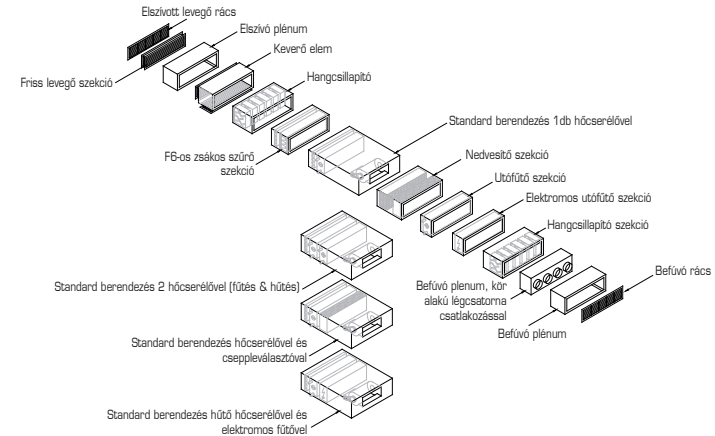 Elszívott levegő rács
Elszívó plénum
Keverő elem
Friss levegő szekció
Hangcsillapító
Standard berendezés 1db hőcserélővel
F6-os zsákos szűrő
szekció
Nedvesitő szekció
Utófűtő szekció
Elektromos utófűtő szekció
Hangcsillapító szekció
Befúvó rács
Standard berendezés 2 hőcserélővel (fűtés & hűtés)
Befúvó plenum, kör
alakú légcsatorna
csatlakozással
Befúvó plénum
Standard berendezés hőcserélővel és
cseppleválasztóval
Standard berendezés hűtő hőcserélővel és
elektromos fűtővel